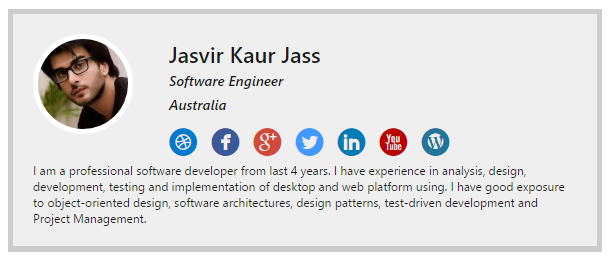 Jasvir Kaur Jass
Software Engineer
Australia
f g+ in You Tube W
I am a professional software developer from last 4 years. I have experience in analysis, design,
development, testing and implementation of desktop and web platform using. I have good exposure
to object-oriented design, software architectures, design patterns, test-driven development and
Project Management.